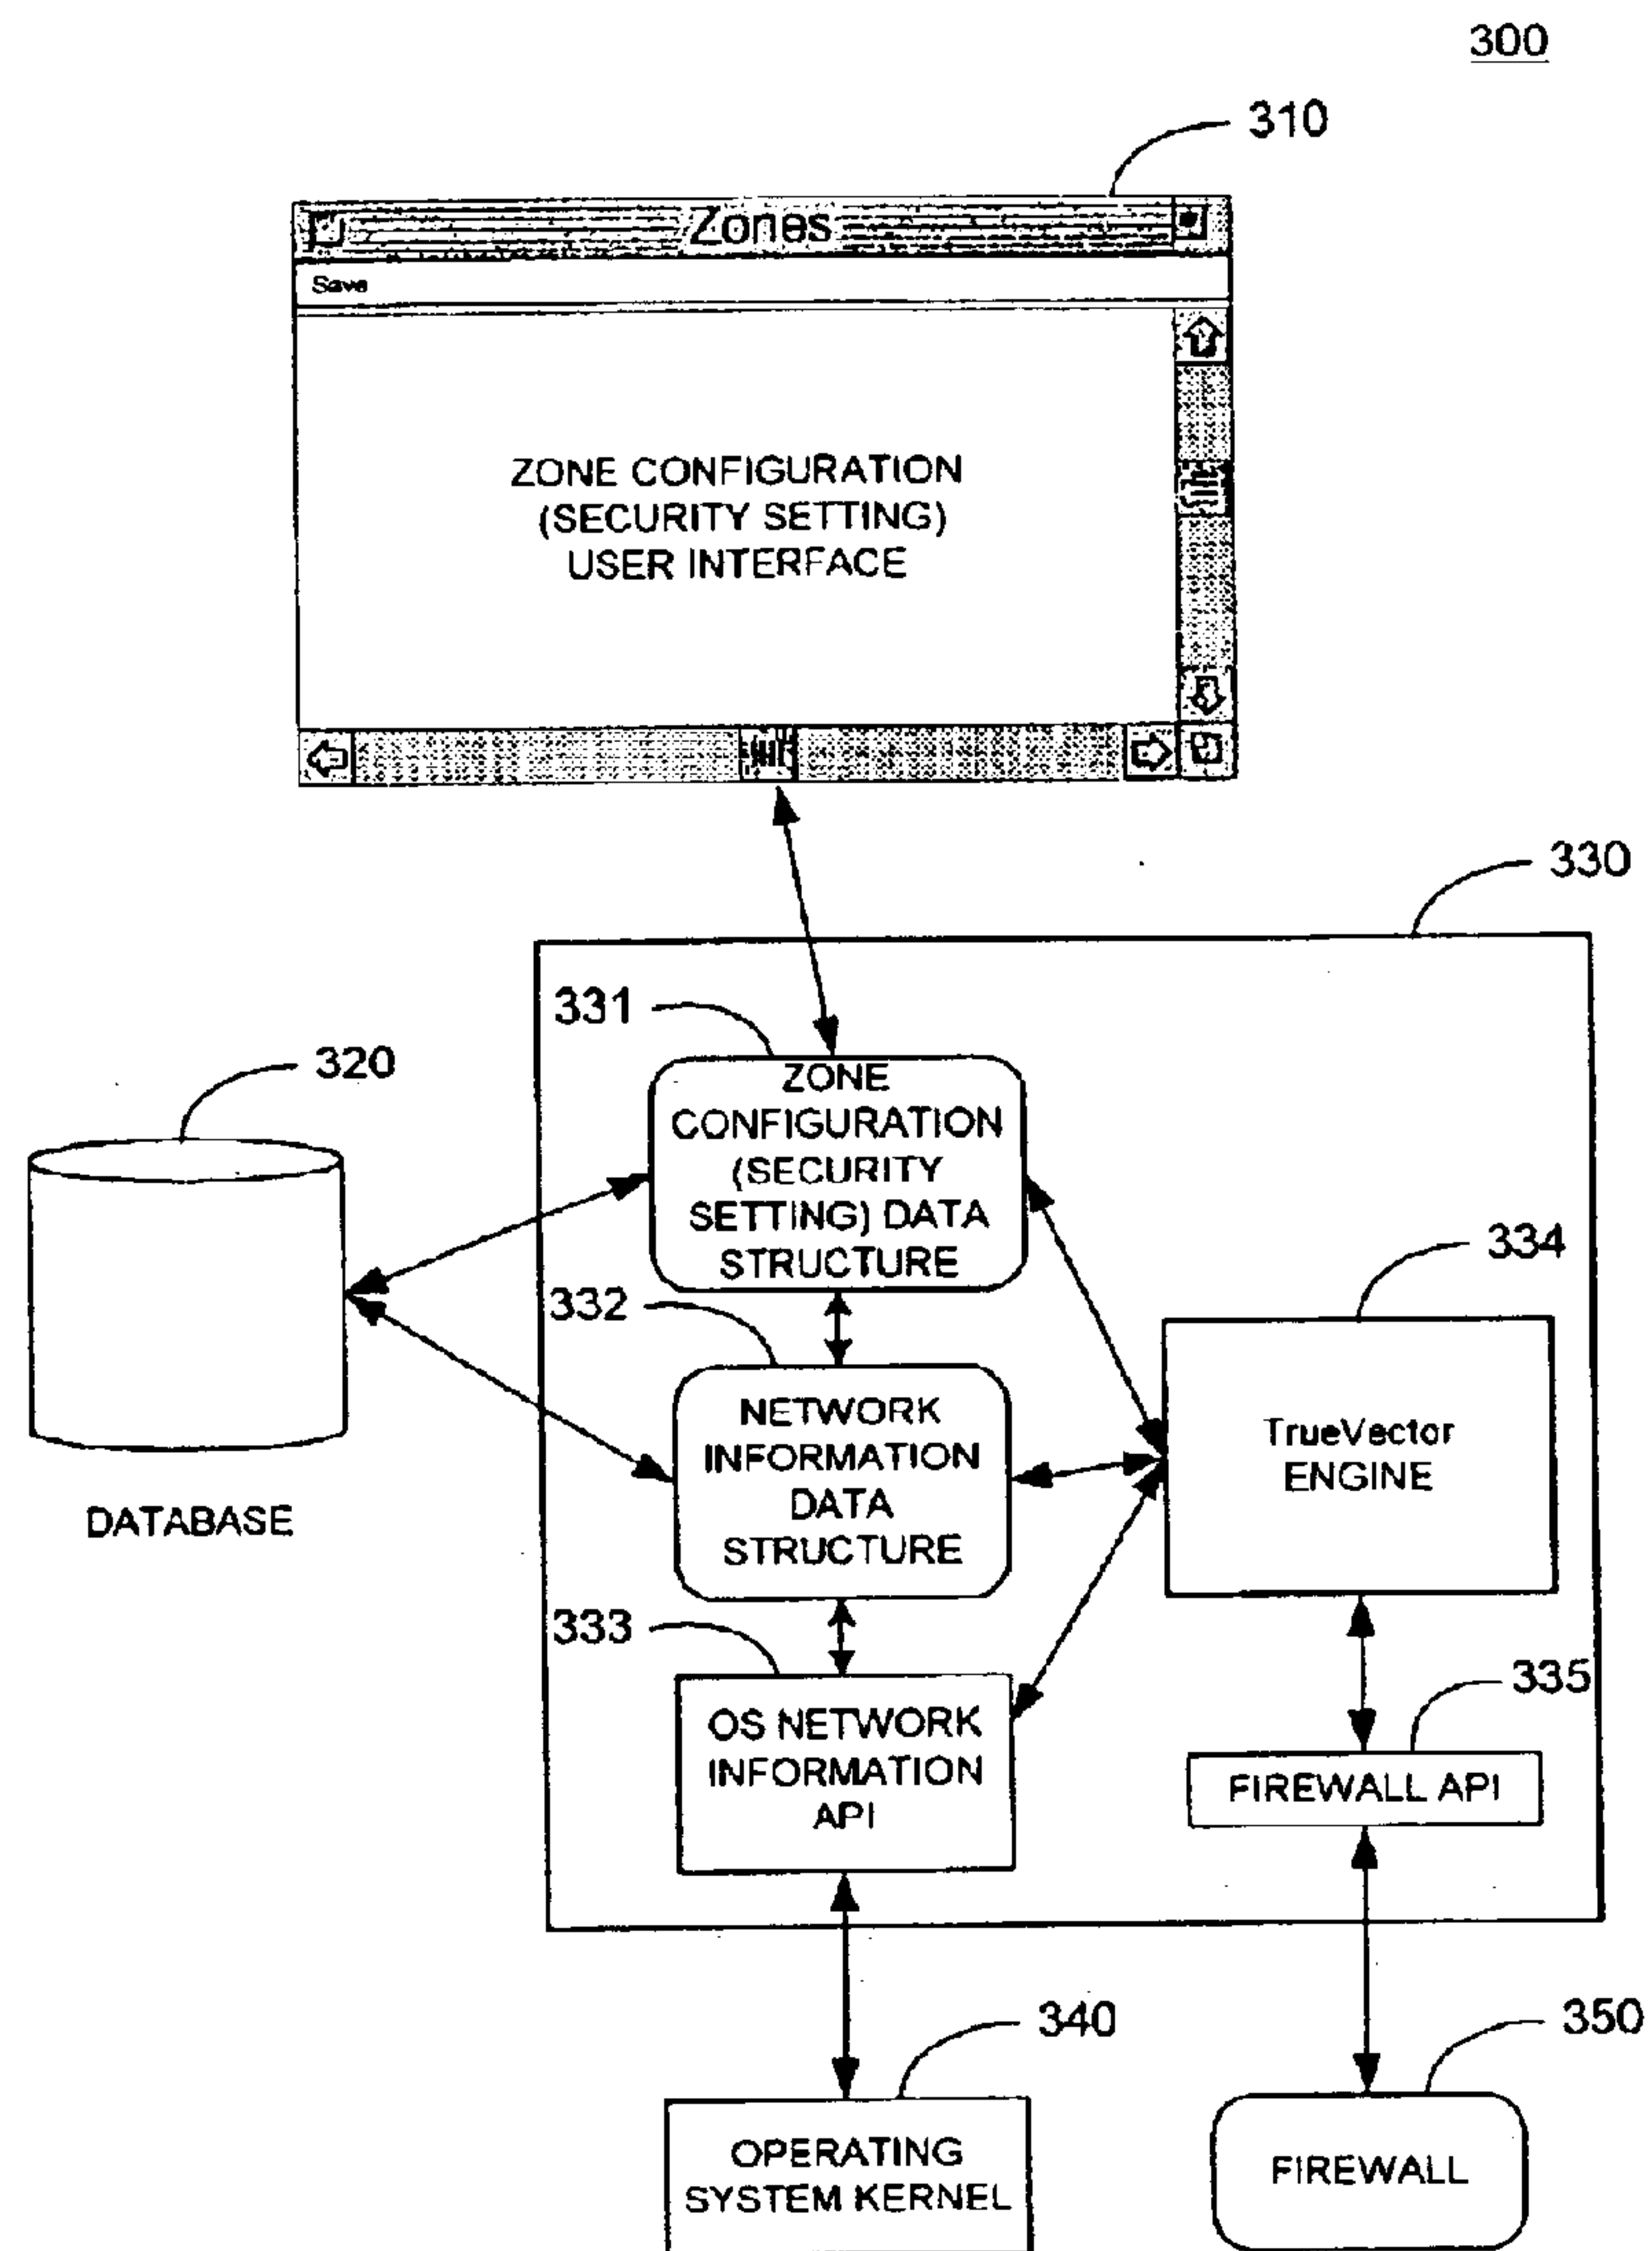 300
310
Zones
Save
ZONE CONFIGURATION
(SECURITY SETTING)
USER INTERFACE
330
331
320
ZONE
CONFIGURATION
(SECURITY
SETTING) DATA
STRUCTURE
334
332
NETWORK
INFORMATION
DATA
STRUCTURE
TrueVector
ENGINE
DATABASE
333
335
OS NETWORK
INFORMATION
API
FIREWALL API
340
350
OPERATING
SYSTEM KERNEL
FIREWALL